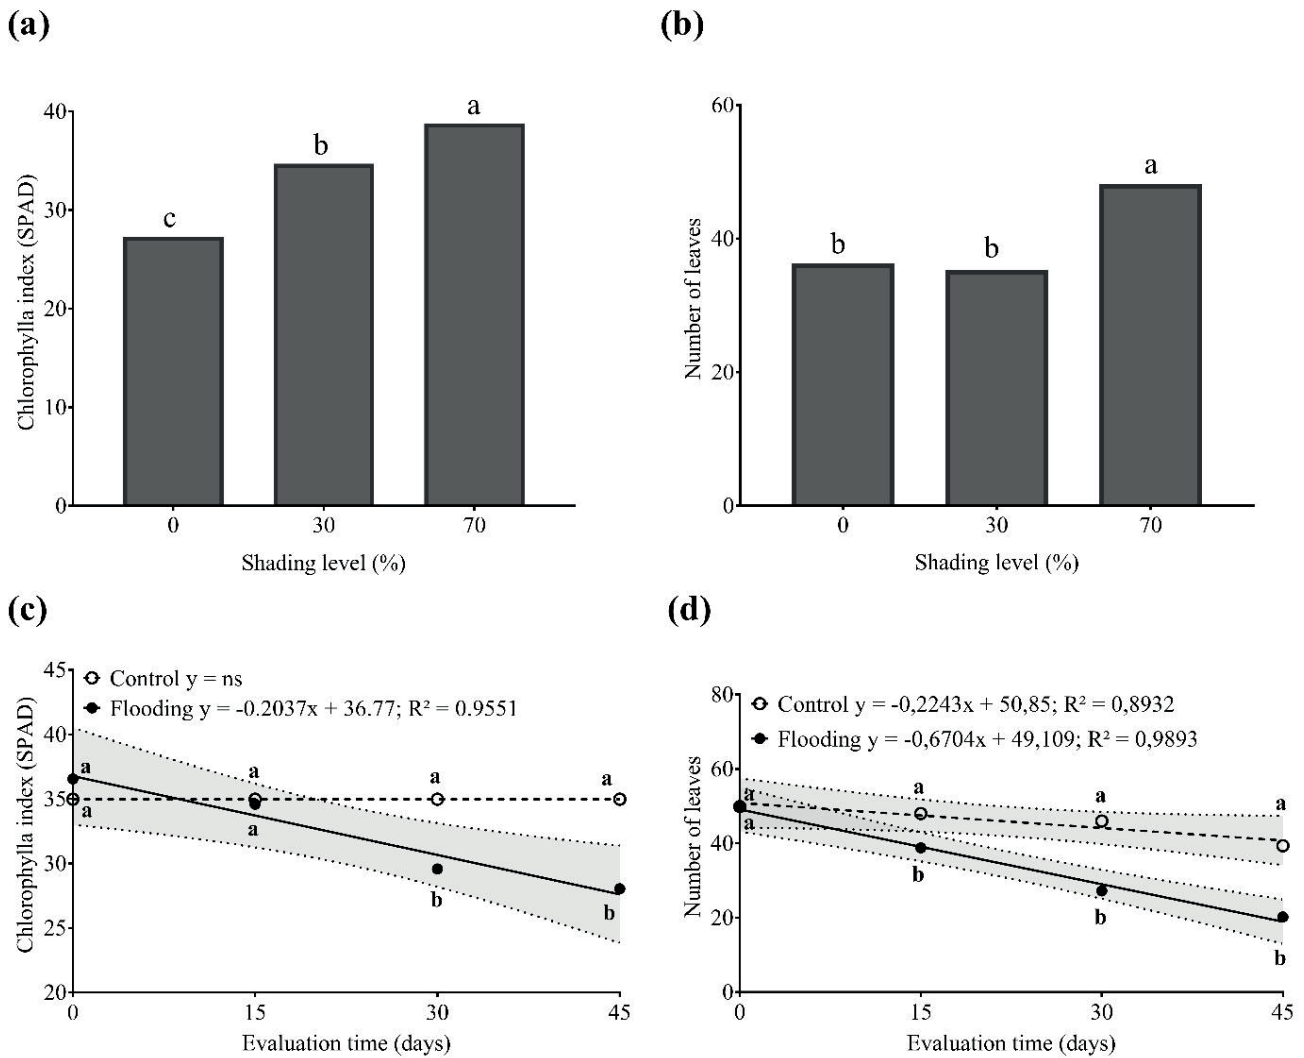 (a)
Chlorophylla index (SPAD)
40
30
20
10
0
c
b
a
0
30
70
Shading level (%)
(b)
Number of leaves
60
40
20
0
b
b
a
0
30
70
Shading level (%)
(c)
Chlorophylla index (SPAD)
45
40
35
30
25
20
Control y = ns
Flooding y = -0.2037x + 36.77; R² = 0.9551
a
a
a
a
a
a
b
b
0
15
30
45
Evaluation time (days)
(d)
Number of leaves
80
60
40
20
0
Control y = -0,2243x + 50,85; R² = 0,8932
Flooding y = -0,6704x + 49,109; R² = 0,9893
a
a
a
a
a
b
b
b
0
15
30
45
Evaluation time (days)